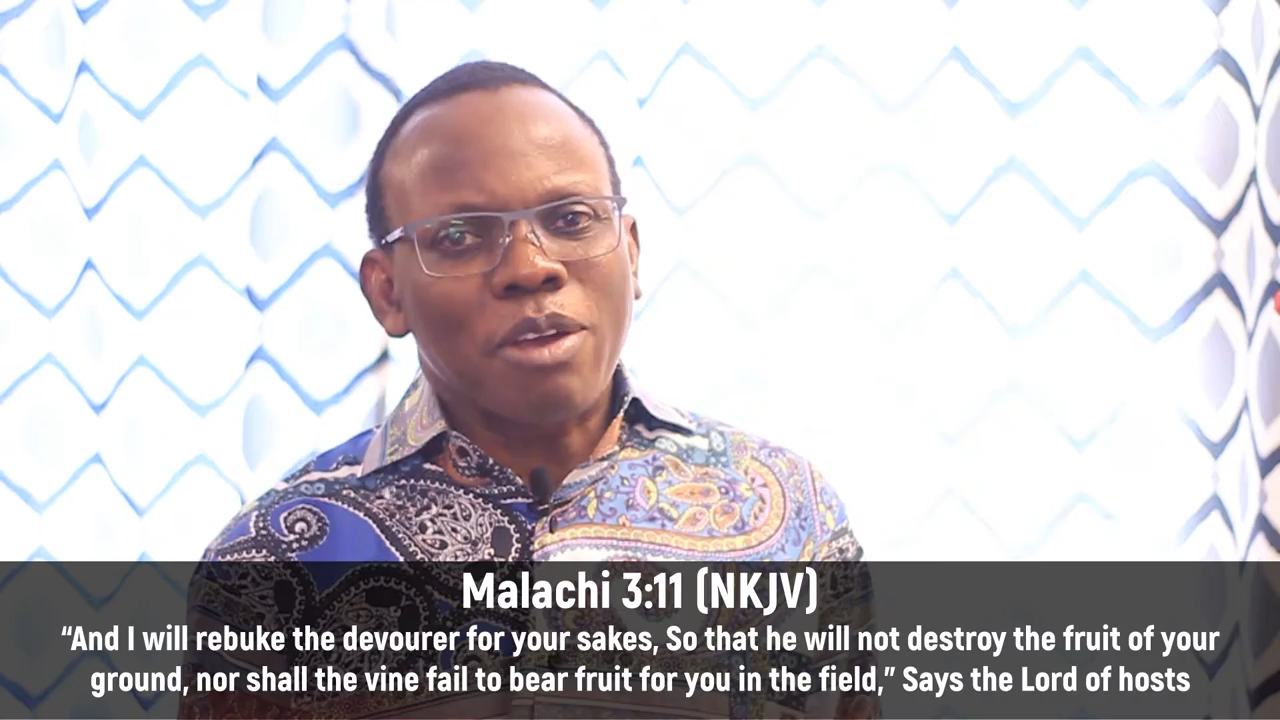 Malachi 3:11 (NKJV)
“And I will rebuke the devourer for your sakes, So that he will not destroy the fruit of your
ground, nor shall the vine fail to bear fruit for you in the field,” Says the Lord of hosts